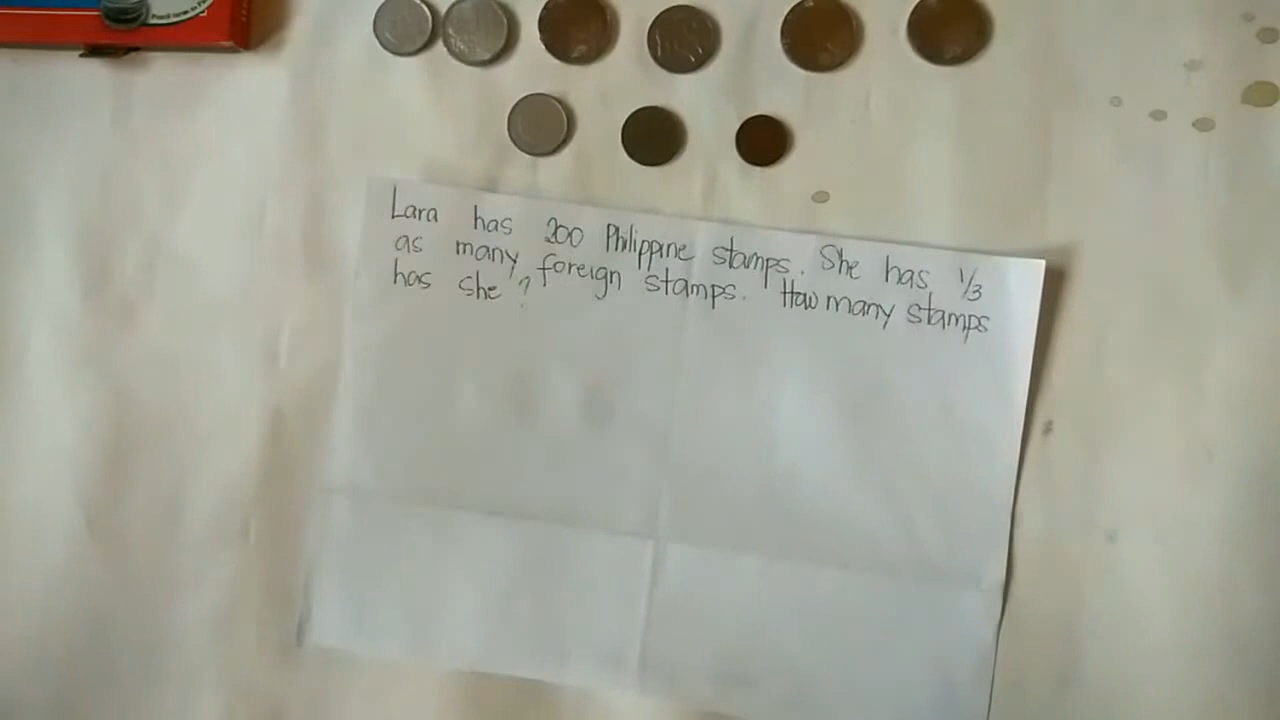 Lara has 200 Philippine stamps. She has 1/3
as many foreign stamps. How many stamps
has she?